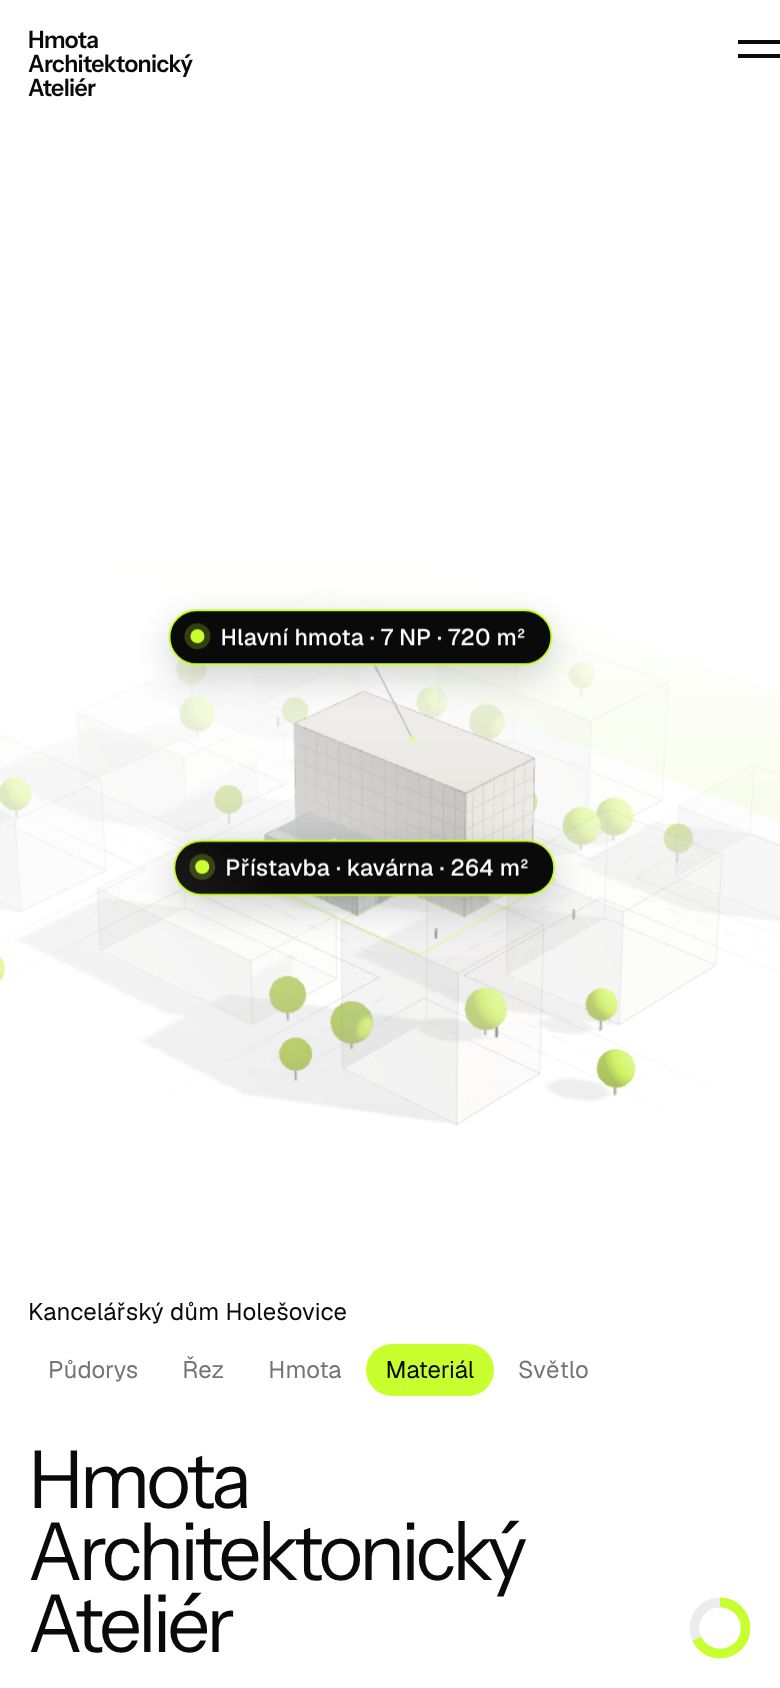 Hmota
Architektonický
Ateliér
Hlavní hmota · 7 NP · 720 m²
Přístavba · kavárna · 264 m²
Kancelářský dům Holešovice
Půdorys Řez Hmota Materiál Světlo
Hmota
Architektonický
Ateliér